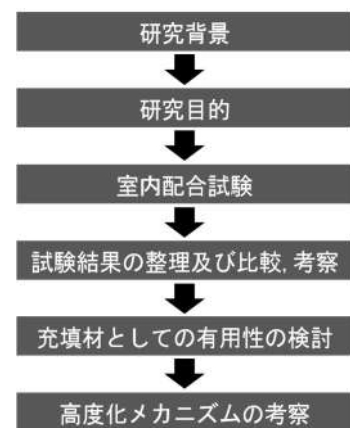 研究背景
研究目的
室内配合試験
試験結果の整理及び比較,考察
充填材としての有用性の検討
高度化メカニズムの考察